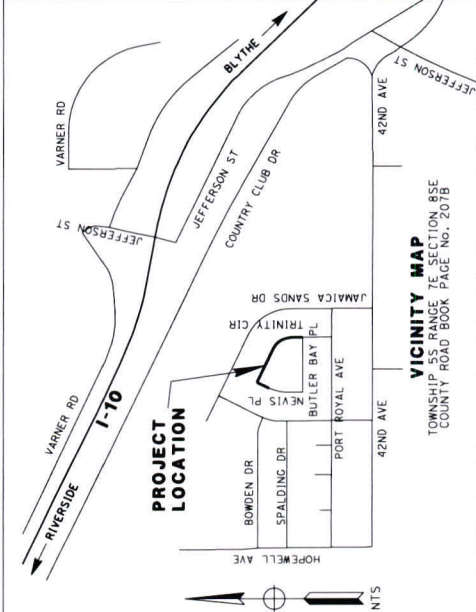 VARNER RD
VARNER RD
RIVERSIDE
I-10
BLYTHE
JEFFERSON ST
JEFFERSON ST
COUNTRY CLUB DR
JEFFERSON ST
42ND AVE
PROJECT
LOCATION
TRINITY CIR
JAMAICA SANDS DR
NEVIS PL
BUTLER BAY PL
PORT ROYAL AVE
BOWDEN DR
SPALDING DR
HOPEWELL AVE
42ND AVE
NTS
VICINITY MAP
TOWNSHIP 5S RANGE 7E SECTION 8SE
COUNTY ROAD BOOK PAGE No. 207B